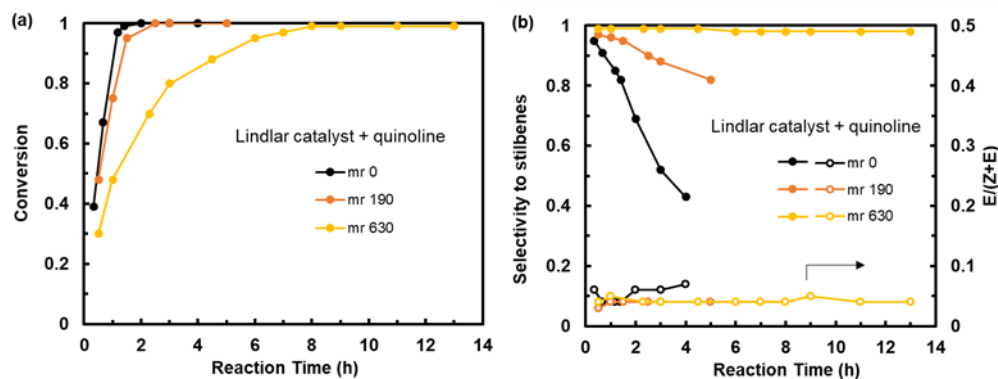 (a)
1
0.8
0.6
0.4
0.2
0
Conversion
Lindlar catalyst + quinoline
mr 0
mr 190
mr 630
0 2 4 6 8 10 12 14
Reaction Time (h)
(b)
1
0.8
0.6
0.4
0.2
0
Selectivity to stilbenes
Lindlar catalyst + quinoline
mr 0
mr 190
mr 630
0.5
0.4
0.3
0.2
0.1
0
E/(Z+E)
0 2 4 6 8 10 12 14
Reaction Time (h)